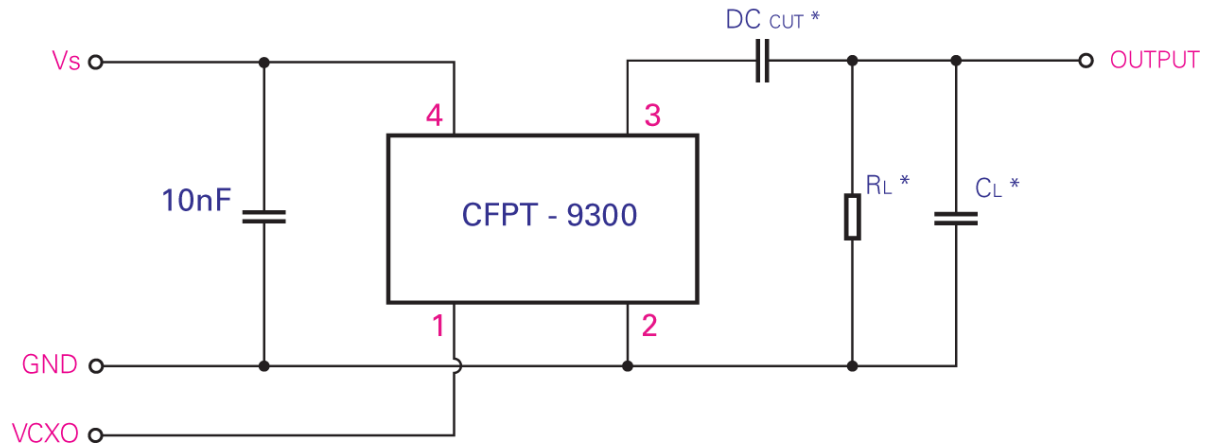 DC CUT *
Vs
OUTPUT
4
3
10nF
CFPT - 9300
RL *
CL *
1
2
GND
VCXO